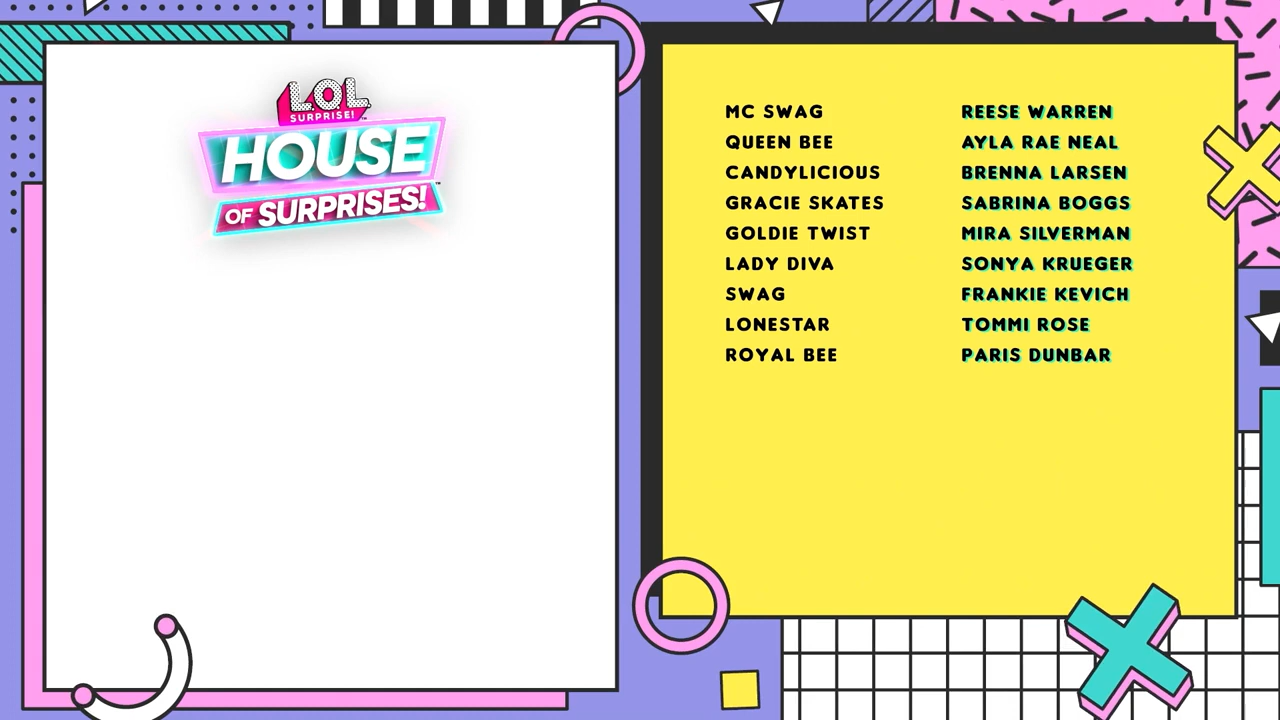 LOL
SURPRISE!
HOUSE
OF SURPRISES!
MC SWAG REESE WARREN
QUEEN BEE AYLA RAE NEAL
CANDYLICIOUS BRENNA LARSEN
GRACIE SKATES SABRINA BOGGS
GOLDIE TWIST MIRA SILVERMAN
LADY DIVA SONYA KRUEGER
SWAG FRANKIE KEVICH
LONESTAR TOMMI ROSE
ROYAL BEE PARIS DUNBAR